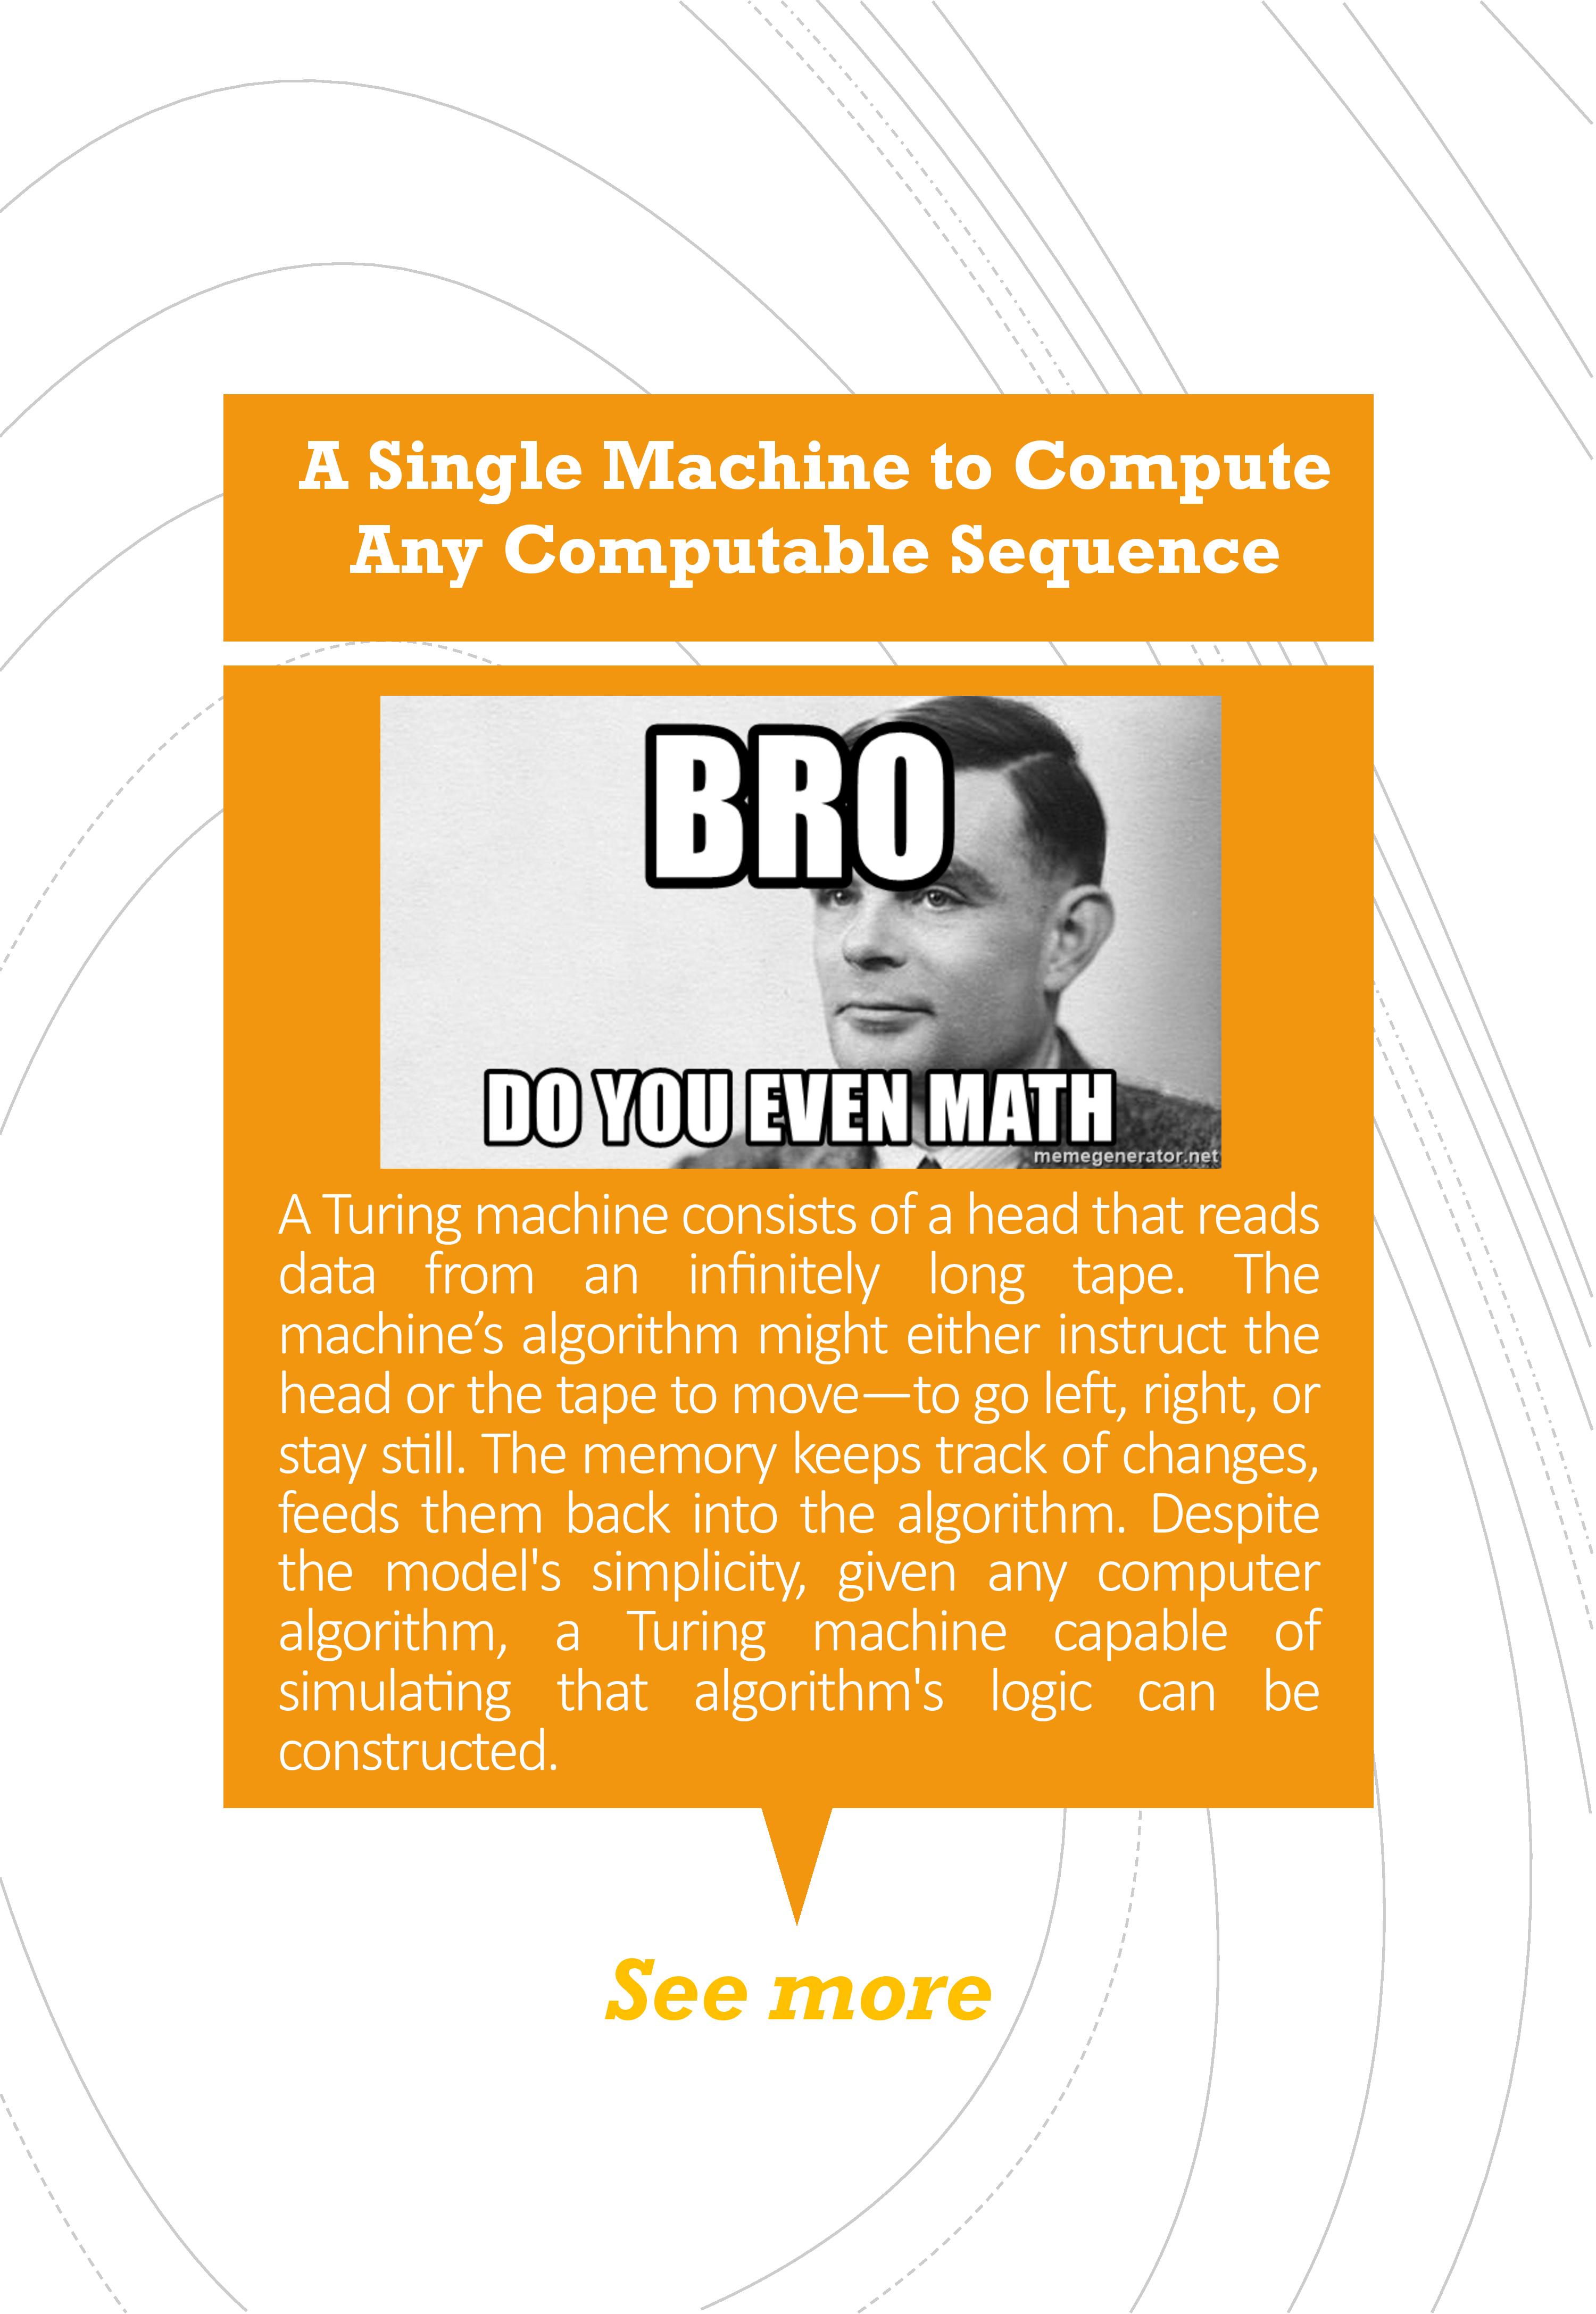 A Single Machine to Compute
Any Computable Sequence
BRO
DO YOU EVEN MATH
memegenerator.net
A Turing machine consists of a head that reads
data from an infinitely long tape. The
machine’s algorithm might either instruct the
head or the tape to move—to go left, right, or
stay still. The memory keeps track of changes,
feeds them back into the algorithm. Despite
the model's simplicity, given any computer
algorithm, a Turing machine capable of
simulating that algorithm's logic can be
constructed.
See more